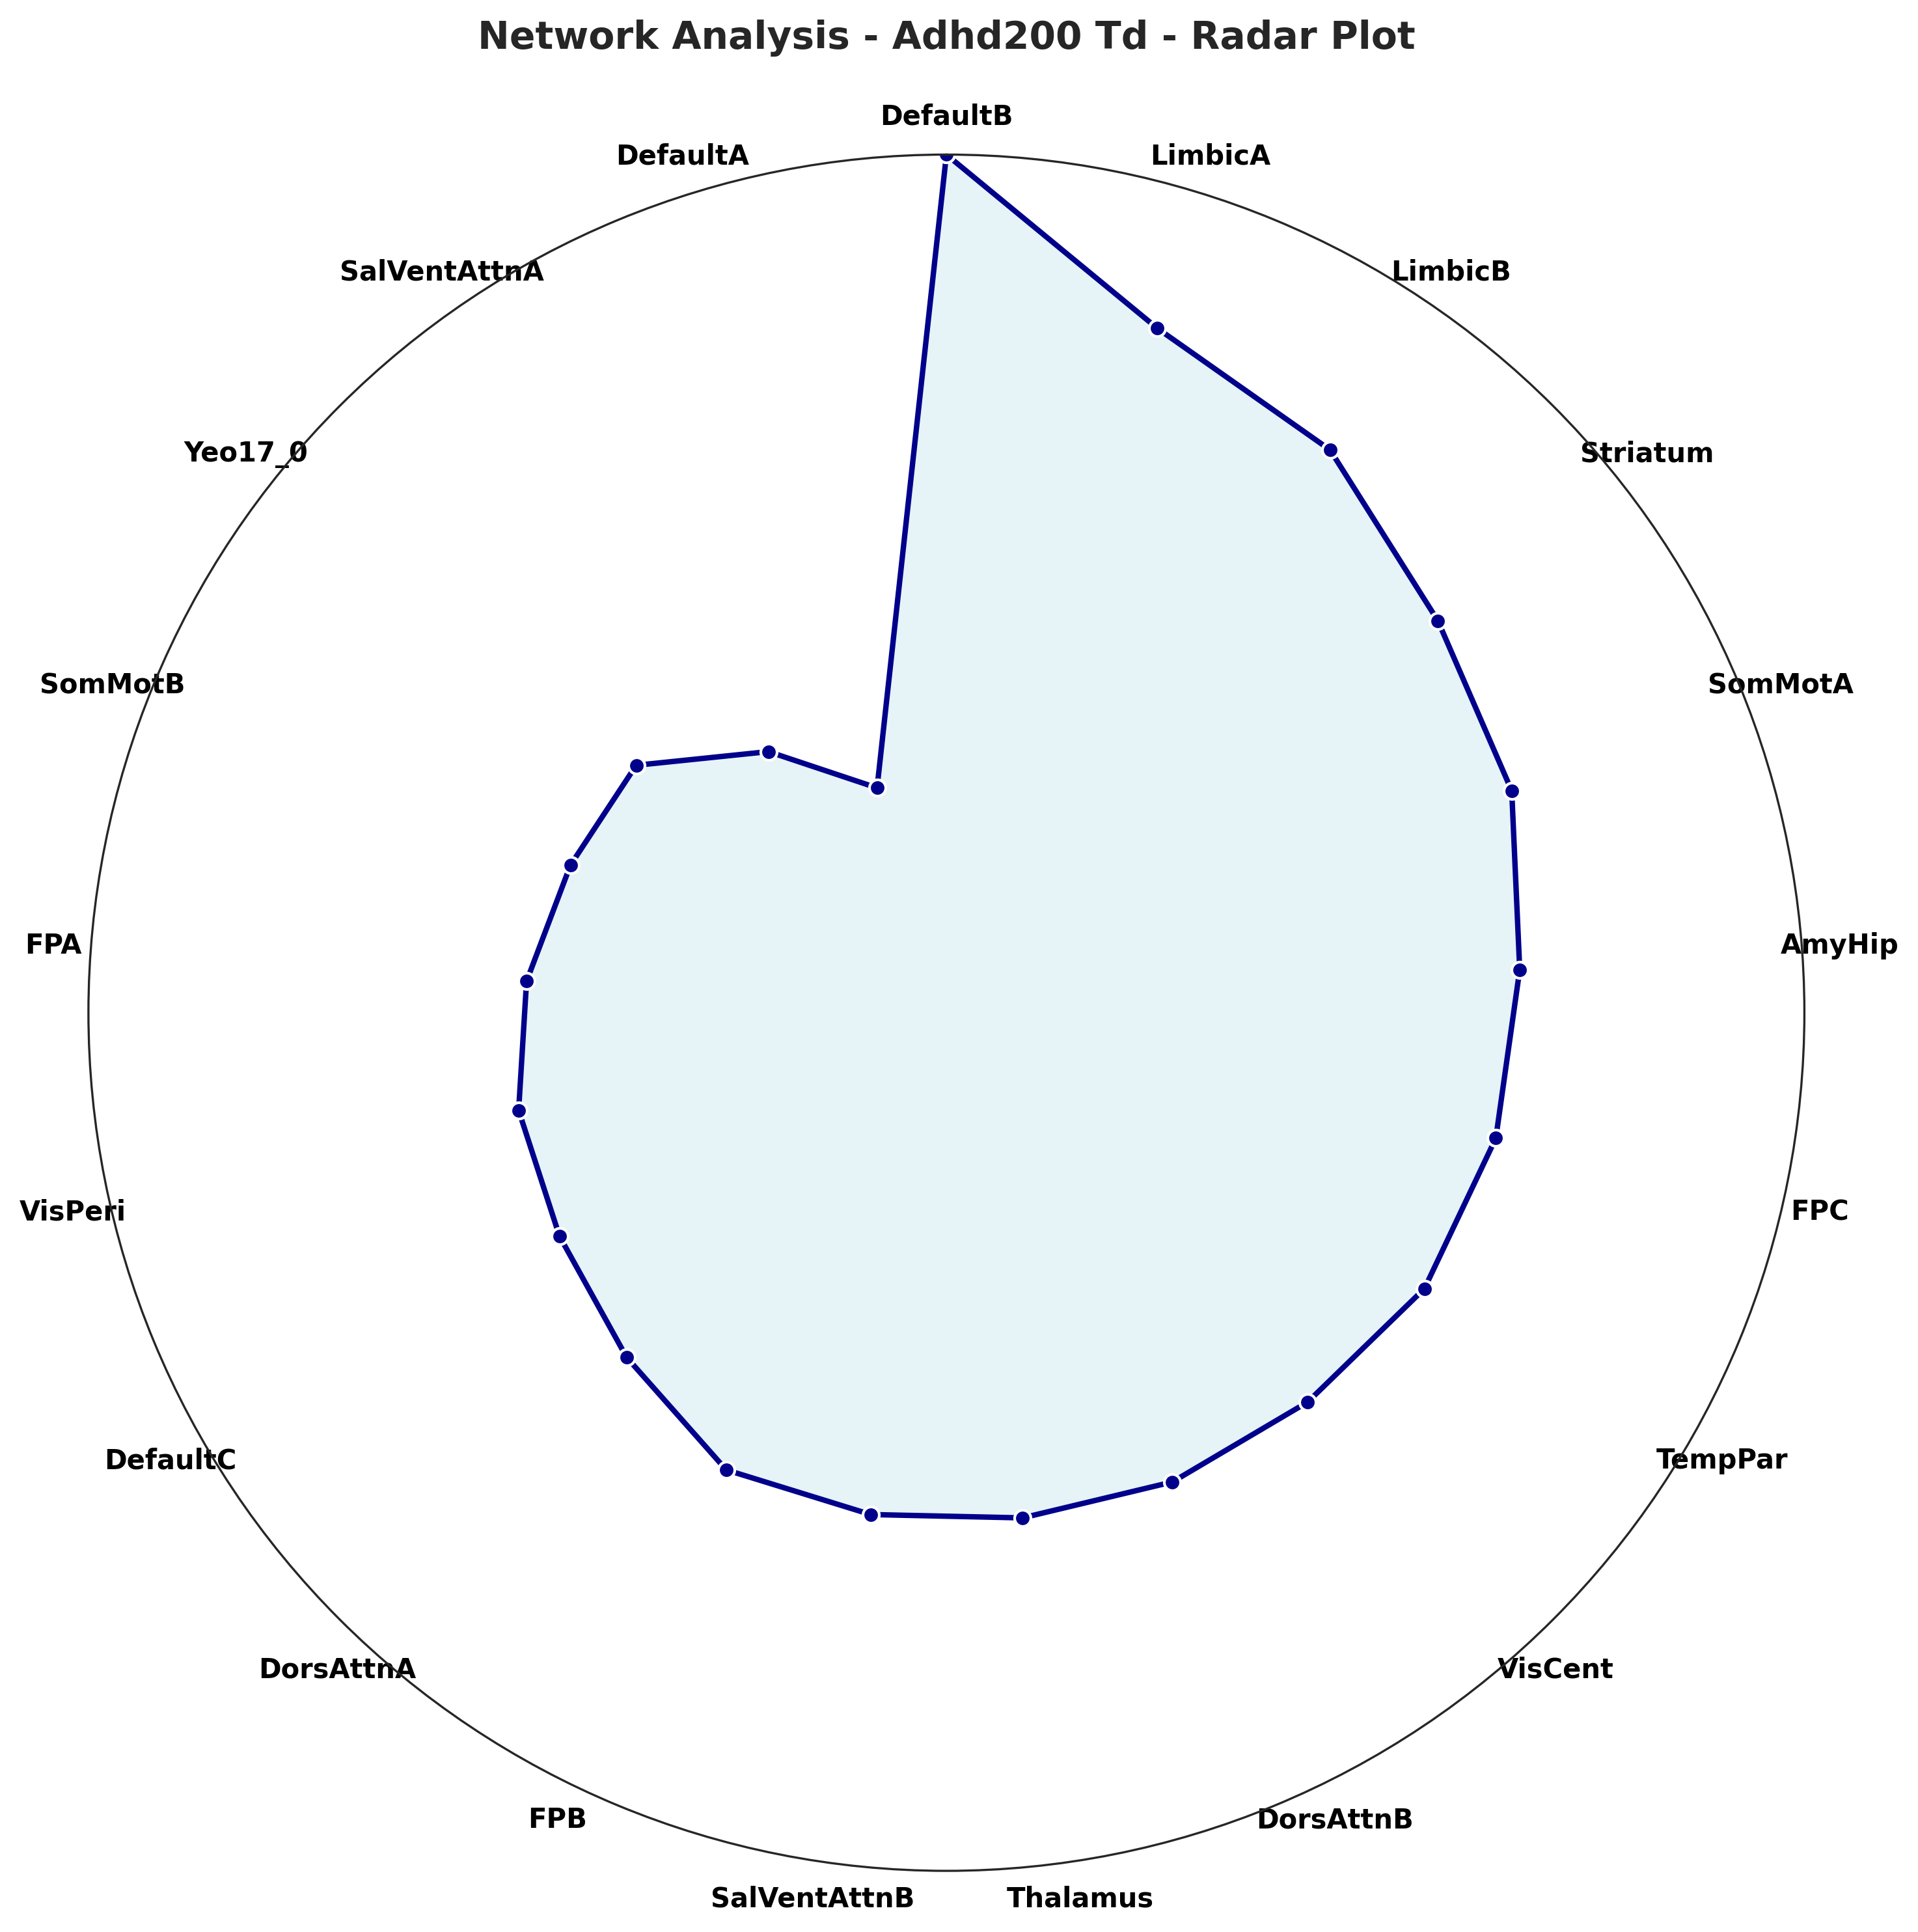 Network Analysis - Adhd200 Td - Radar Plot
DefaultB
DefaultA
LimbicA
SalVentAttnA
LimbicB
Yeo17_0
Striatum
SomMotB
SomMotA
FPA
AmyHip
VisPeri
FPC
DefaultC
TempPar
DorsAttnA
VisCent
FPB
DorsAttnB
SalVentAttnB
Thalamus